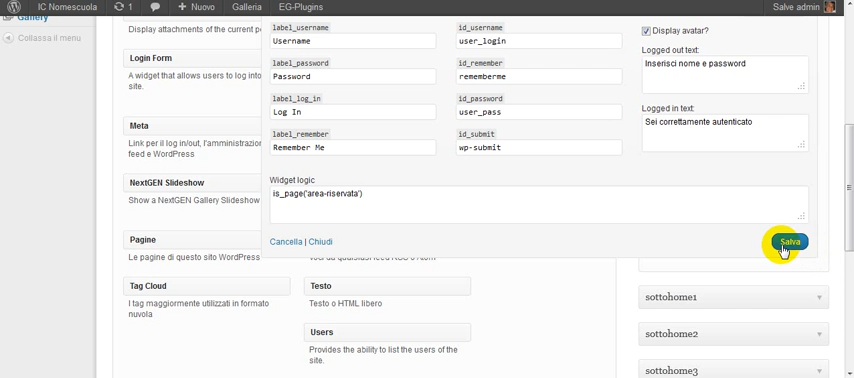 IC Nomescuola 1 Nuovo Galleria EG-Plugins Salve admin
Gallery
Collassa il menu
Display attachments of the current po
Login Form
A widget that allows users to log into
site.
Meta
Link per il log in/out, l'amministrazion
feed e WordPress
NextGEN Slideshow
Show a NextGEN Gallery Slideshow
Pagine
Le pagine di questo sito WordPress
Tag Cloud
I tag maggiormente utilizzati in formato
nuvola
Testo
Testo o HTML libero
Users
Provides the ability to list the users of the
site.
label_username
Username
label_password
Password
label_log_in
Log In
label_remember
Remember Me
id_username
user_login
id_remember
rememberme
id_password
user_pass
id_submit
wp-submit
Display avatar?
Logged out text:
Inserisci nome e password
Logged in text:
Sei correttamente autenticato
Widget logic
is_page('area-riservata')
Cancella | Chiudi
Salva
sottohome1
sottohome2
sottohome3